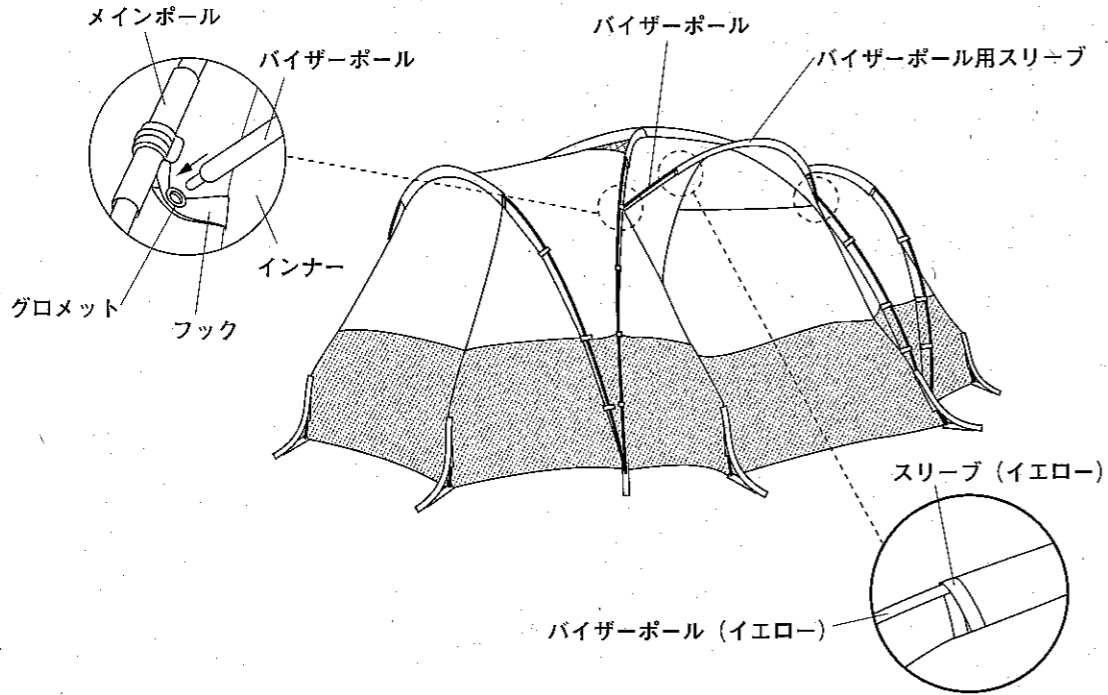 メインポール
バイザーポール
バイザーポール
バイザーポール用スリーブ
インナー
グロメット
フック
スリーブ（イエロー）
バイザーポール（イエロー）